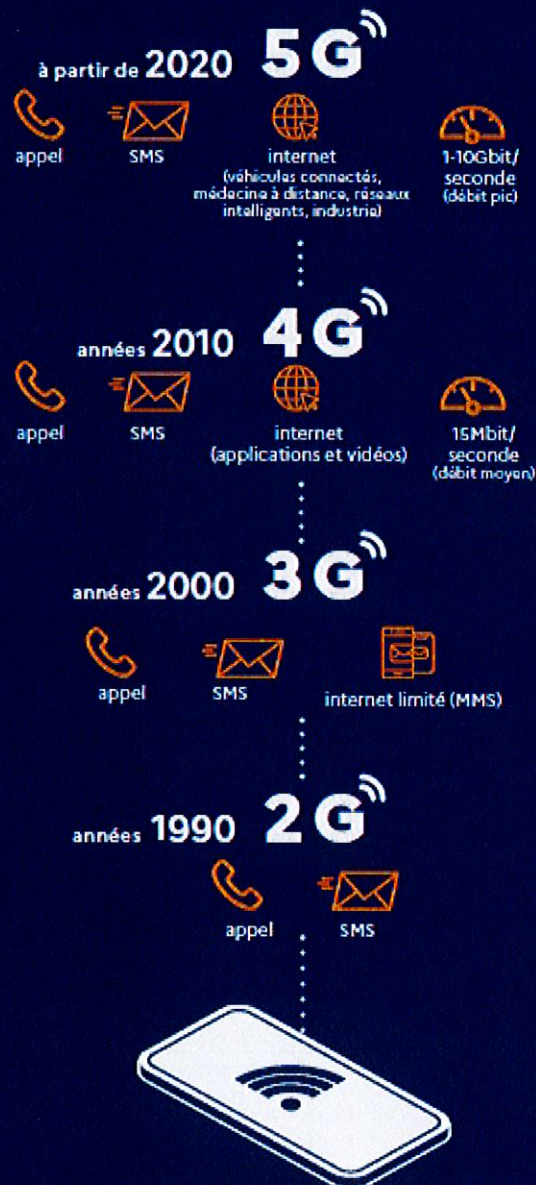 à partir de 2020 5G
appel
SMS
internet
(véhicules connectés,
médecine à distance, réseaux
intelligents, industrie)
1-10Gbit/
seconde
(débit pic)
années 2010 4G
appel
SMS
internet
(applications et vidéos)
15Mbit/
seconde
(débit moyen)
années 2000 3G
appel
SMS
internet limité (MMS)
années 1990 2G
appel
SMS